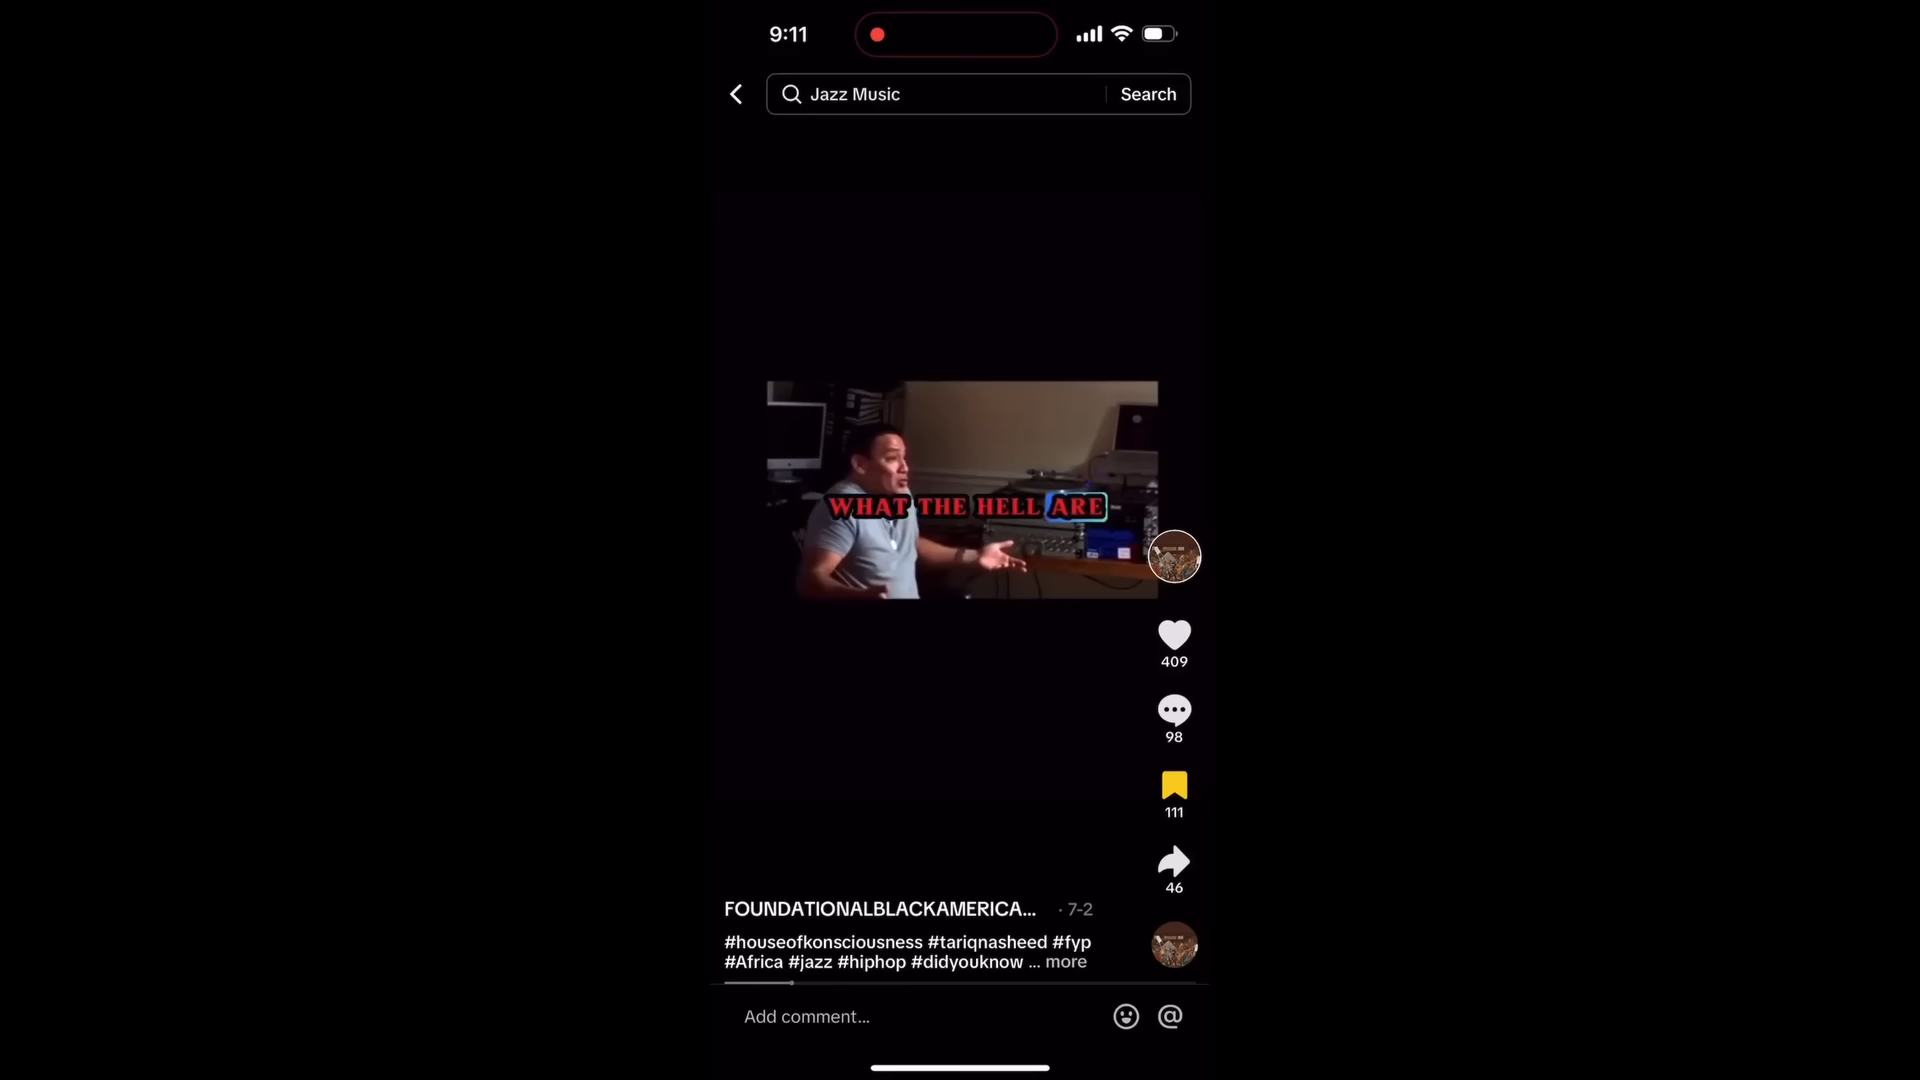 9:11
Jazz Music
Search
WHAT THE HELL ARE
409
98
111
46
FOUNDATIONALBLACKAMERICA... · 7-2
#houseofkonsciousness #tariqnasheed #fyp
#Africa #jazz #hiphop #didyouknow ... more
Add comment...